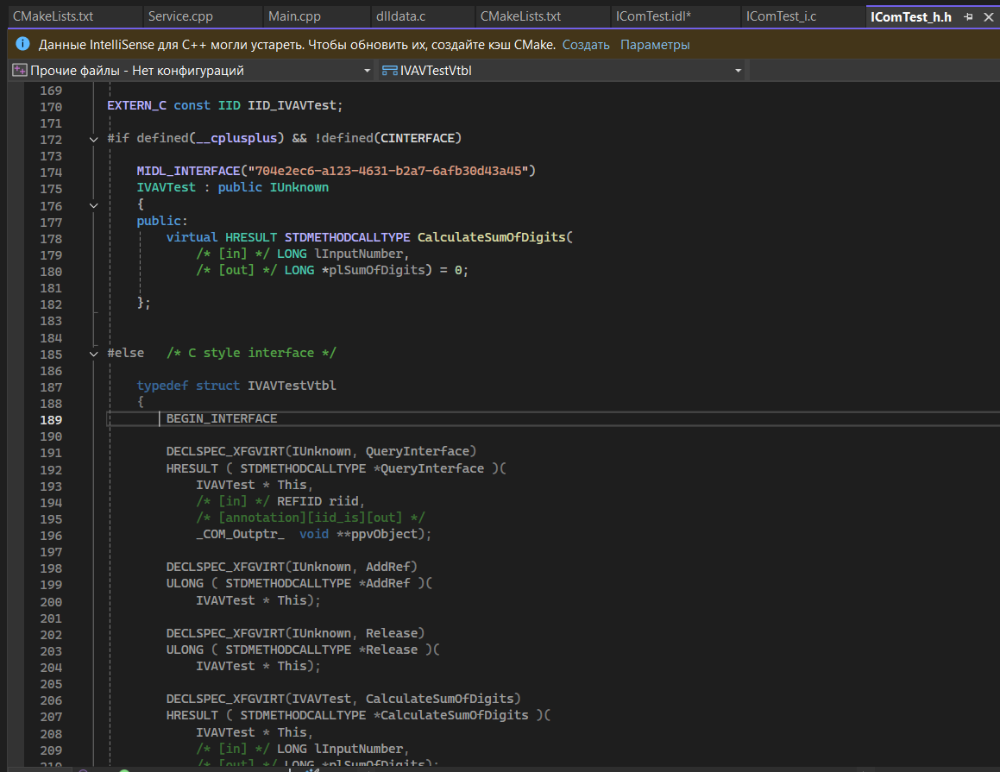 CMakeLists.txt Service.cpp Main.cpp dlldata.c CMakeLists.txt IComTest.idl* IComTest_i.c IComTest_h.h
Данные IntelliSense для C++ могли устареть. Чтобы обновить их, создайте кэш CMake. Создать Параметры
Прочие файлы - Нет конфигураций IVAVTestVtbl
169
170 EXTERN_C const IID IID_IVAVTest;
171
172 #if defined(__cplusplus) && !defined(CINTERFACE)
173
174 MIDL_INTERFACE("704e2ec6-a123-4631-b2a7-6afb30d43a45")
175 IVAVTest : public IUnknown
176 {
177 public:
178 virtual HRESULT STDMETHODCALLTYPE CalculateSumOfDigits(
179 /* [in] */ LONG lInputNumber,
180 /* [out] */ LONG *plSumOfDigits) = 0;
181
182 };
183
184
185 #else /* C style interface */
186
187 typedef struct IVAVTestVtbl
188 {
189 BEGIN_INTERFACE
190
191 DECLSPEC_XFGVIRT(IUnknown, QueryInterface)
192 HRESULT ( STDMETHODCALLTYPE *QueryInterface )(
193 IVAVTest * This,
194 /* [in] */ REFIID riid,
195 /* [annotation][iid_is][out] */
196 _COM_Outptr_ void **ppvObject);
197
198 DECLSPEC_XFGVIRT(IUnknown, AddRef)
199 ULONG ( STDMETHODCALLTYPE *AddRef )(
200 IVAVTest * This);
201
202 DECLSPEC_XFGVIRT(IUnknown, Release)
203 ULONG ( STDMETHODCALLTYPE *Release )(
204 IVAVTest * This);
205
206 DECLSPEC_XFGVIRT(IVAVTest, CalculateSumOfDigits)
207 HRESULT ( STDMETHODCALLTYPE *CalculateSumOfDigits )(
208 IVAVTest * This,
209 /* [in] */ LONG lInputNumber,
210 /* [out] */ LONG *plSumOfDigits);